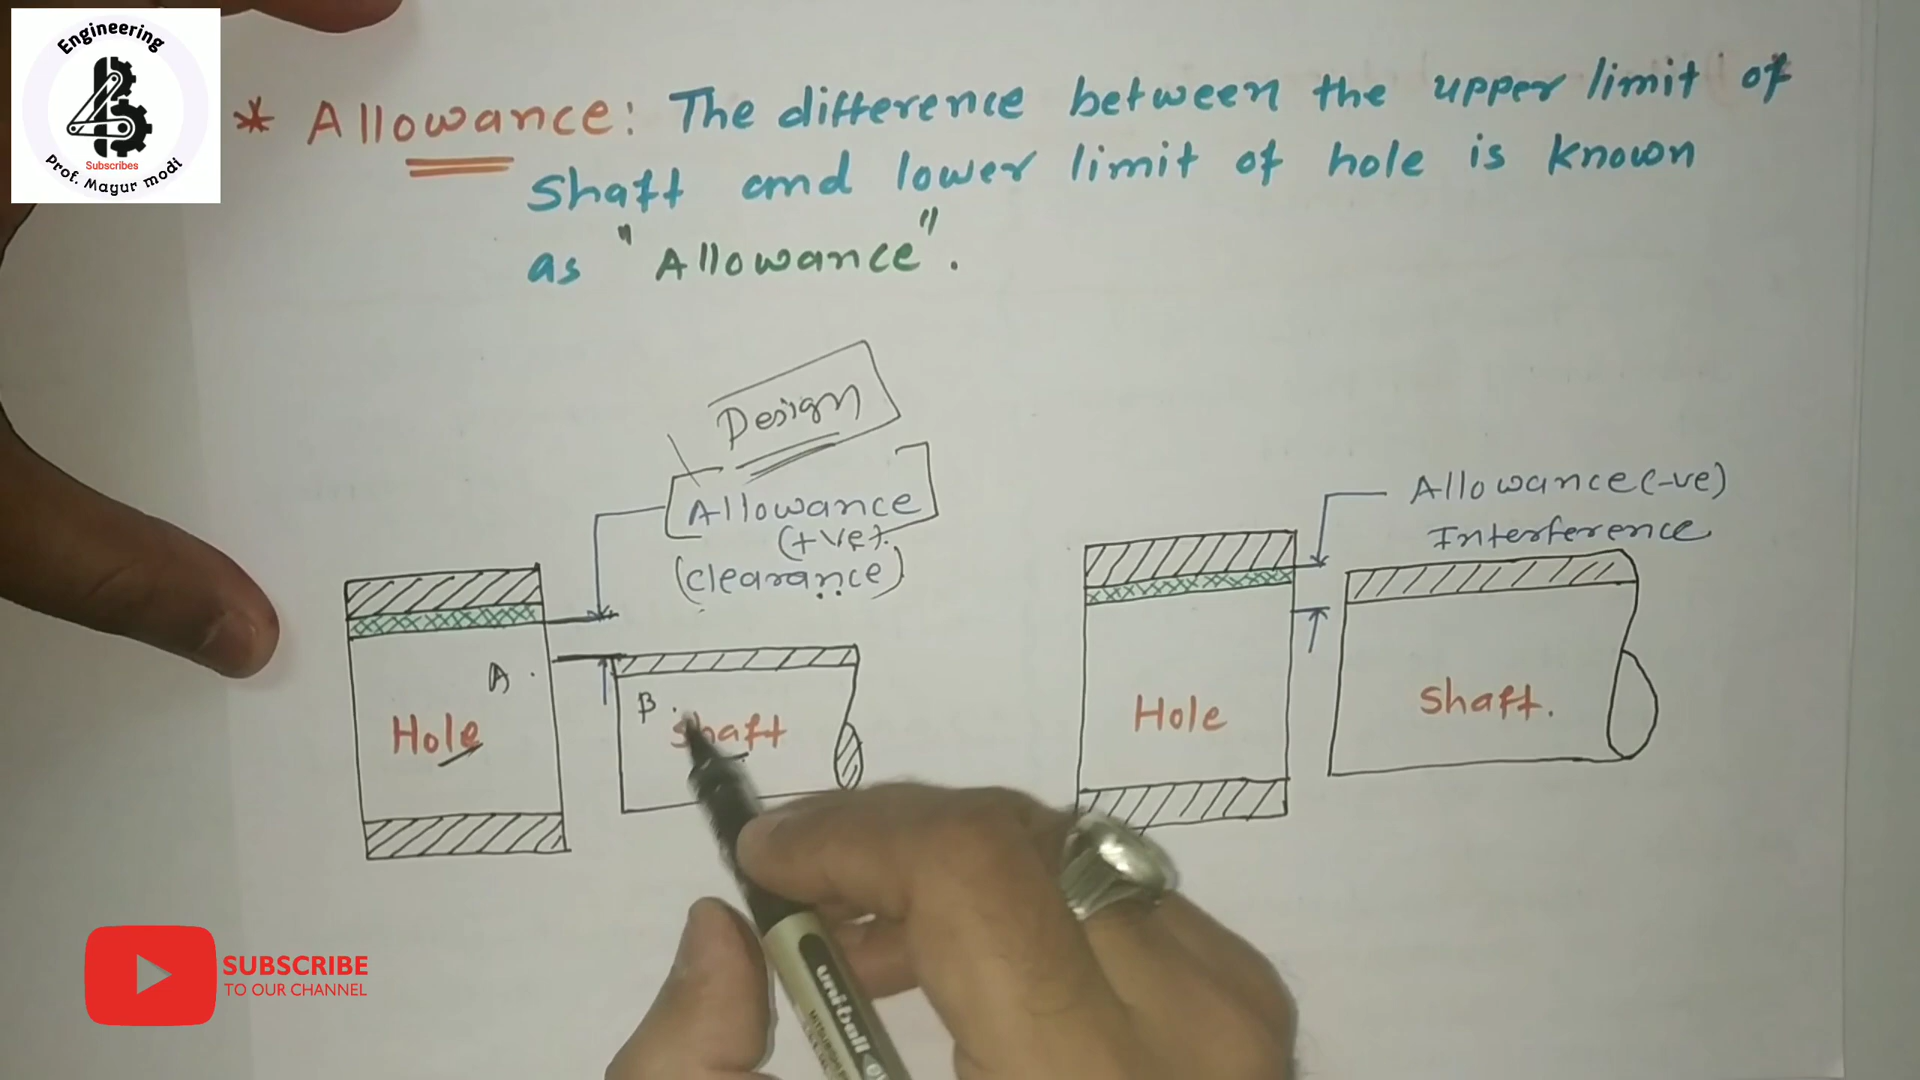 Engineering
Subscribes
Prof. Mayur modi
* Allowance: The difference between the upper limit of
shaft and lower limit of hole is known
as "Allowance".
Design
Allowance
(+ve)
(clearance)
Allowance (-ve)
Interference
A
B
Hole
shaft
Hole
shaft.
uni-ball
SUBSCRIBE
TO OUR CHANNEL